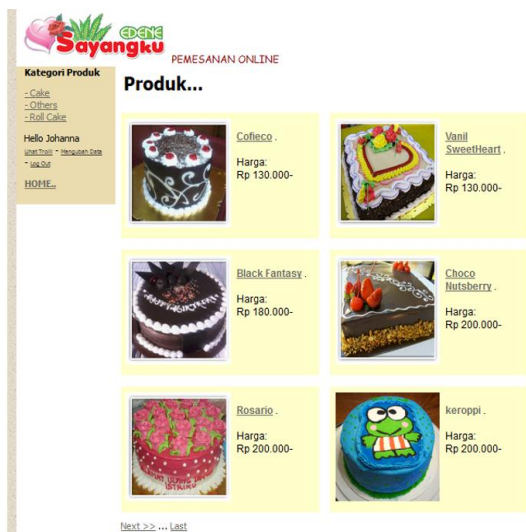 EDENE
Sayangku
PEMESANAN ONLINE
Kategori Produk
- Cake
- Others
- Roll Cake
Hello Johanna
Lihat Troli - Mengubah Data
- Log Out
HOME..
Produk...
Cofieco .
Harga:
Rp 130.000-
Vanil
SweetHeart .
Harga:
Rp 130.000-
Black Fantasy .
Harga:
Rp 180.000-
Choco
Nutsberry .
Harga:
Rp 200.000-
Rosario .
Harga:
Rp 200.000-
keroppi .
Harga:
Rp 200.000-
Next >> ... Last